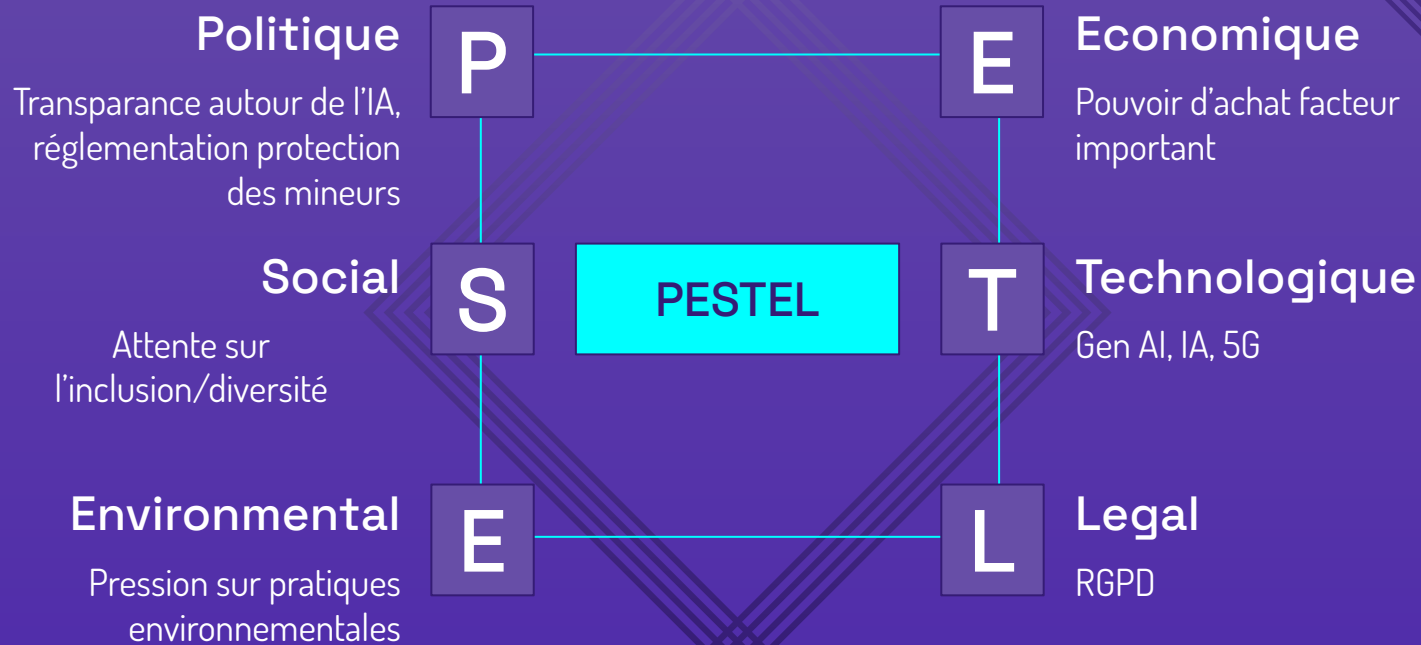 Politique
P
Transparance autour de l'IA,
réglementation protection
des mineurs
E
Economique
Pouvoir d'achat facteur
important
Social
S
Attente sur
l'inclusion/diversité
PESTEL
T
Technologique
Gen AI, IA, 5G
Environmental
E
Pression sur pratiques
environnementales
L
Legal
RGPD